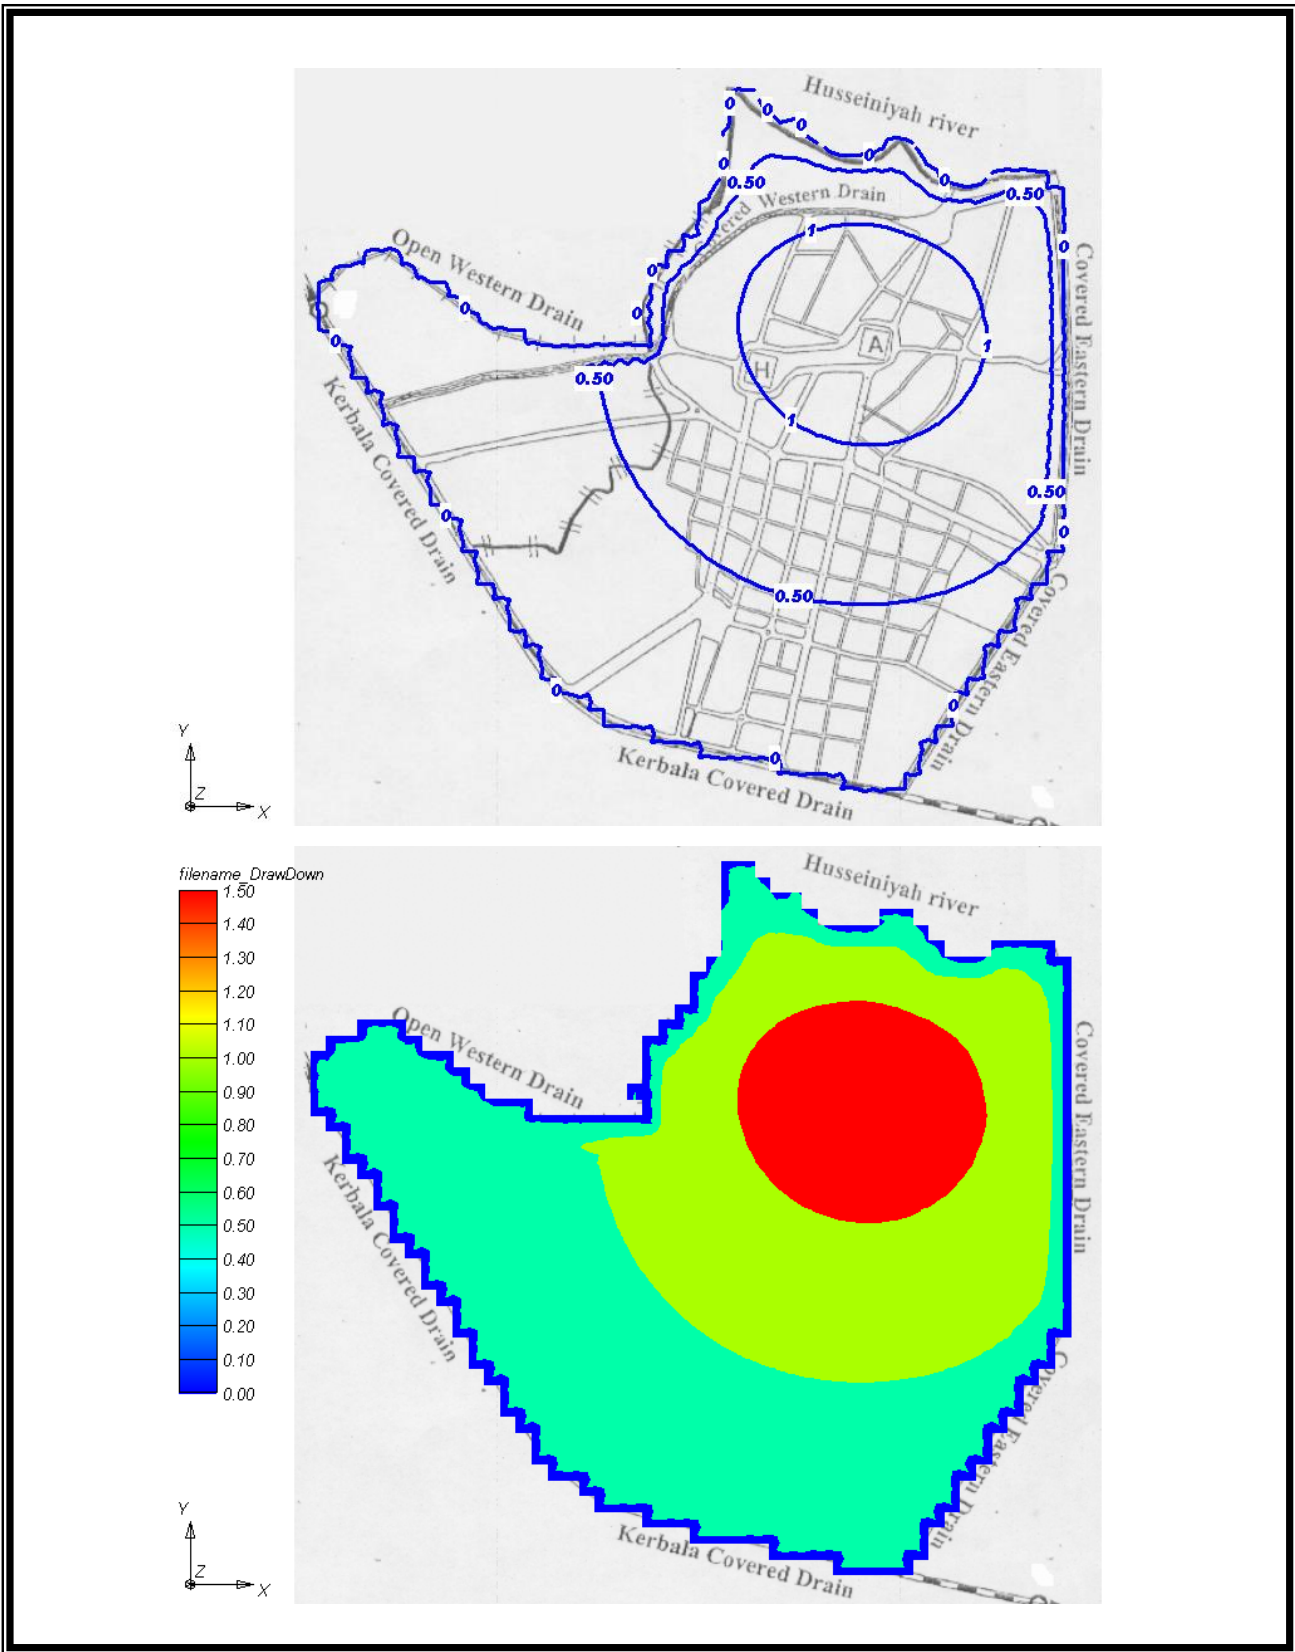 Husseiniyah river
0
0
0
0
0
0
0.50
0.50
Covered Western Drain
1
0
Open Western Drain
0
0
0
Covered Eastern Drain
0
A
1
H
0.50
Kerbala Covered Drain
1
0.50
0
0
0.50
Covered Eastern Drain
0
0
0
Kerbala Covered Drain
Y
Z
X
filename_DrawDown
1.50
1.40
1.30
1.20
1.10
1.00
0.90
0.80
0.70
0.60
0.50
0.40
0.30
0.20
0.10
0.00
Husseiniyah river
Open Western Drain
Covered Eastern Drain
Kerbala Covered Drain
Covered Eastern Drain
Kerbala Covered Drain
Y
Z
X